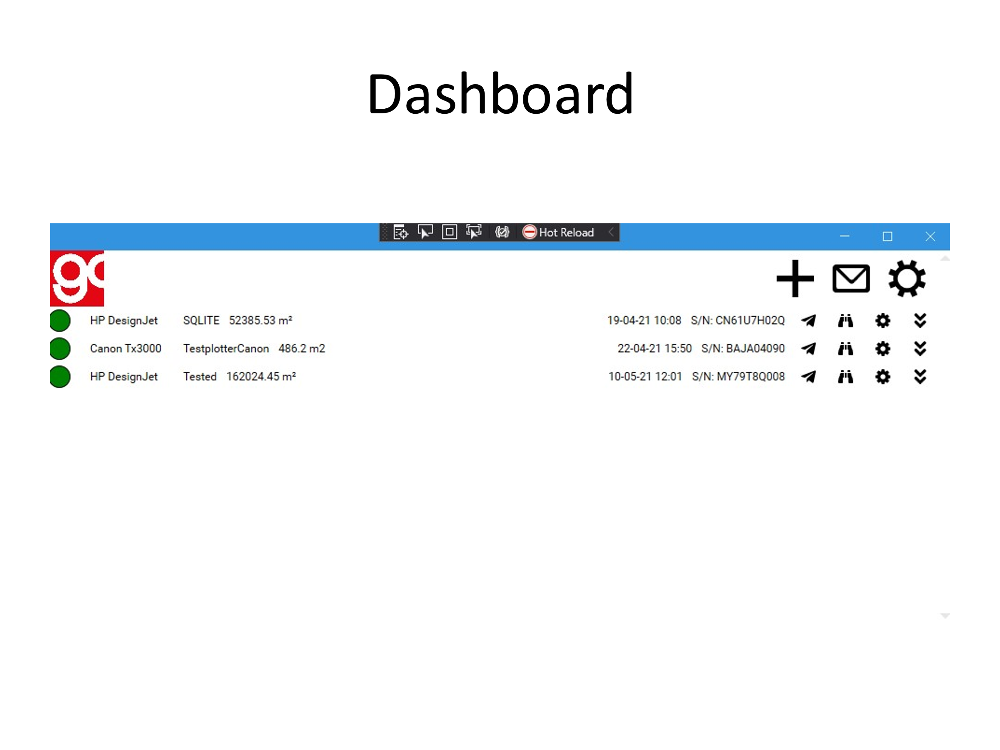 Dashboard
Hot Reload
go
HP DesignJet SQLITE 52385.53 m² 19-04-21 10:08 S/N: CN61U7H02Q
Canon Tx3000 TestplotterCanon 486.2 m2 22-04-21 15:50 S/N: BAJA04090
HP DesignJet Tested 162024.45 m² 10-05-21 12:01 S/N: MY79T8Q008